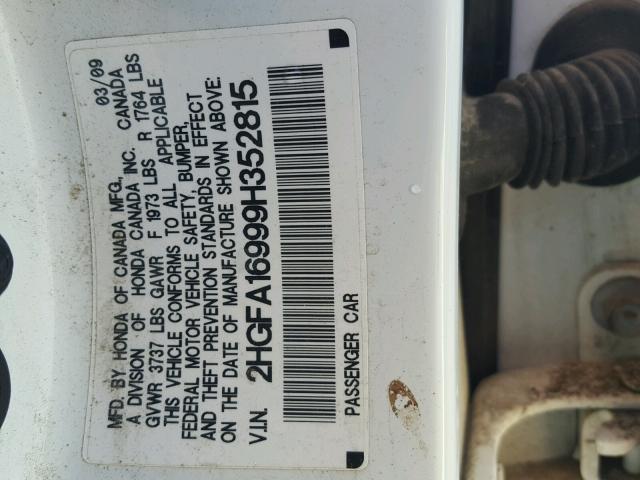 MFD. BY HONDA OF CANADA MFG., 03/09
A DIVISION OF HONDA CANADA INC. CANADA
GVWR 3737 LBS GAWR F 1973 LBS R 1764 LBS
THIS VEHICLE CONFORMS TO ALL APPLICABLE
FEDERAL MOTOR VEHICLE SAFETY, BUMPER,
AND THEFT PREVENTION STANDARDS IN EFFECT
ON THE DATE OF MANUFACTURE SHOWN ABOVE.
V.I.N. 2HGFA16999H352815
PASSENGER CAR